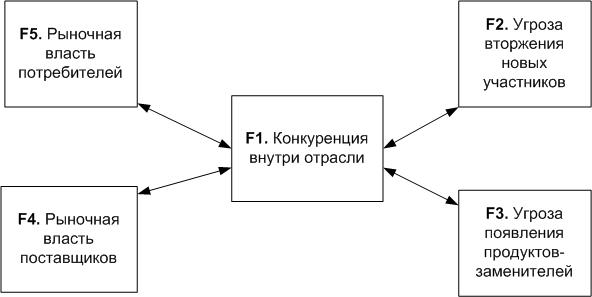 F5. Рыночная
власть
потребителей
F2. Угроза
вторжения
новых
участников
F1. Конкуренция
внутри отрасли
F4. Рыночная
власть
поставщиков
F3. Угроза
появления
продуктов-
заменителей